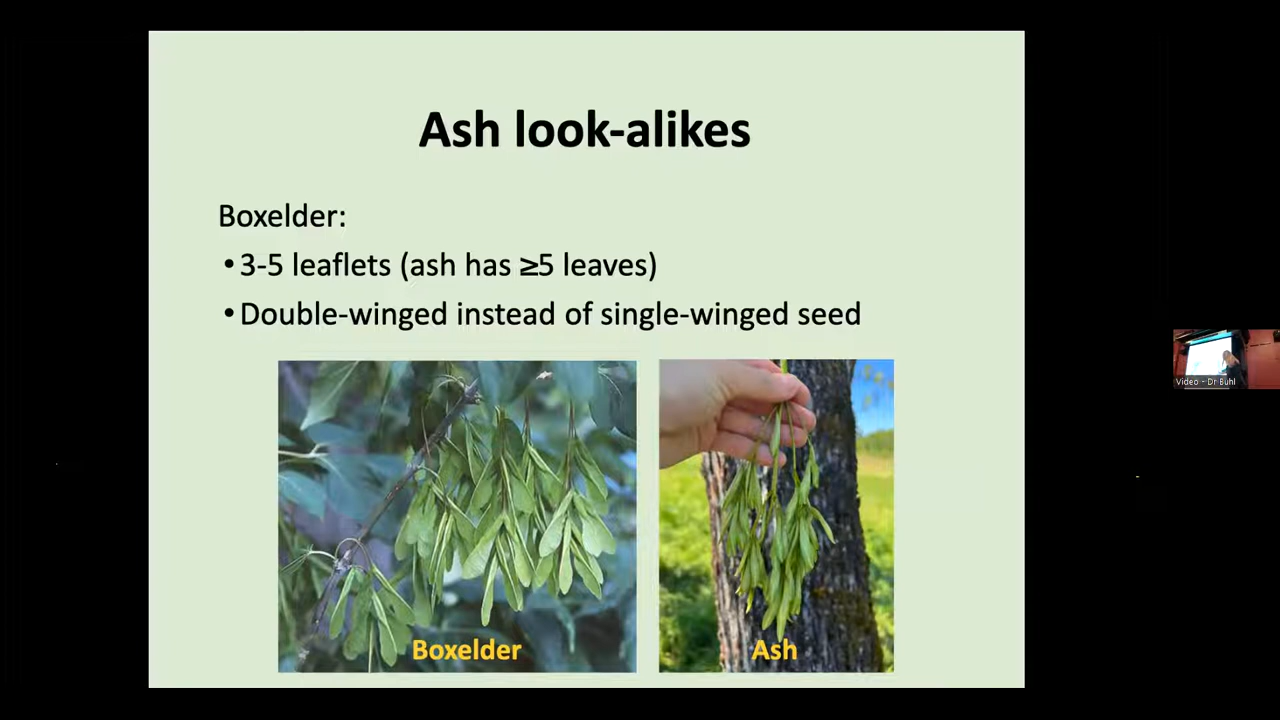 Ash look-alikes
Boxelder:
•3-5 leaflets (ash has ≥5 leaves)
•Double-winged instead of single-winged seed
Boxelder
Ash
Video - Dr Buhl